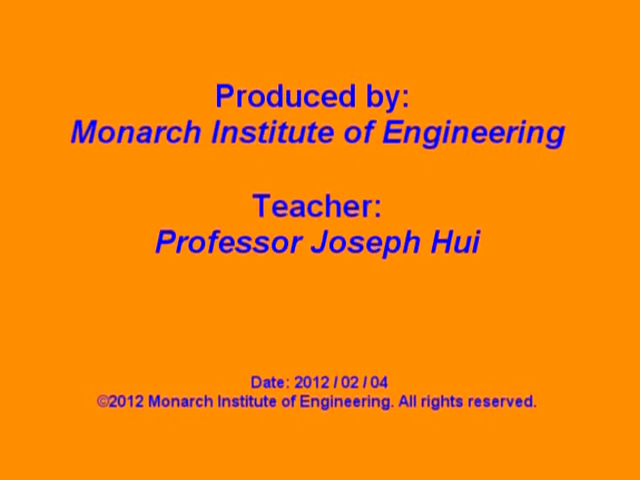 Produced by:
Monarch Institute of Engineering
Teacher:
Professor Joseph Hui
Date: 2012 / 02 / 04
©2012 Monarch Institute of Engineering. All rights reserved.